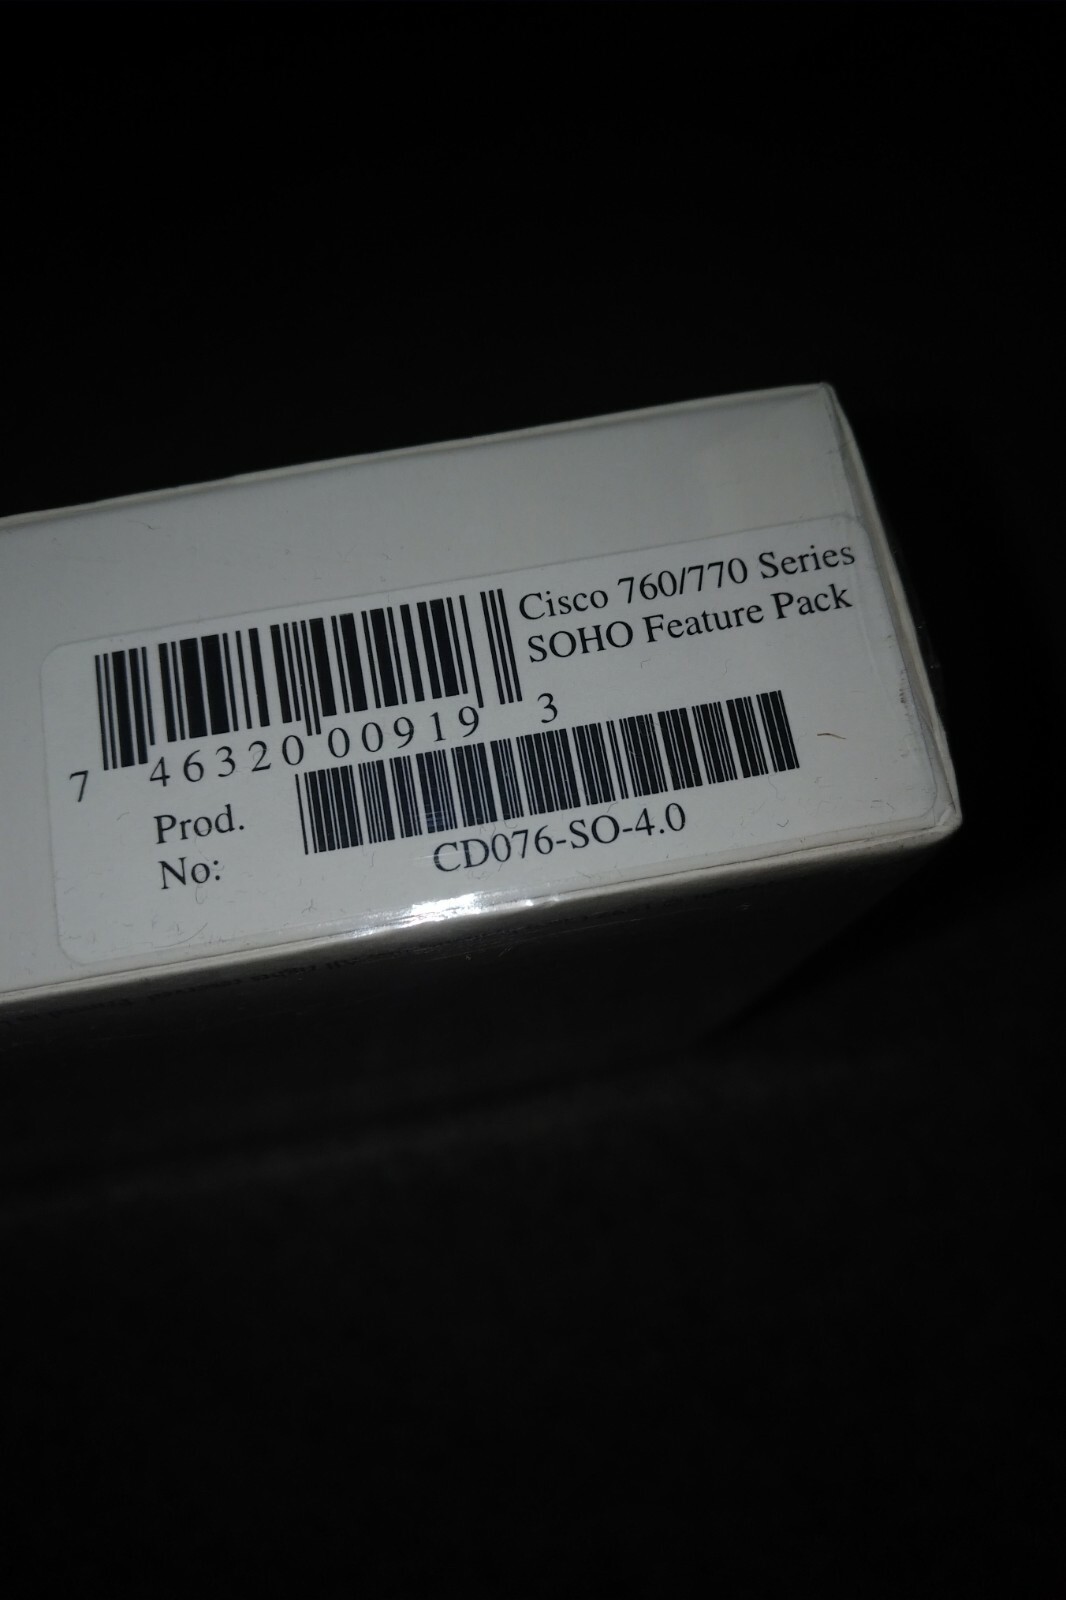 Cisco 760/770 Series
SOHO Feature Pack
7 46320 00919 3
Prod.
No:
CD076-SO-4.0